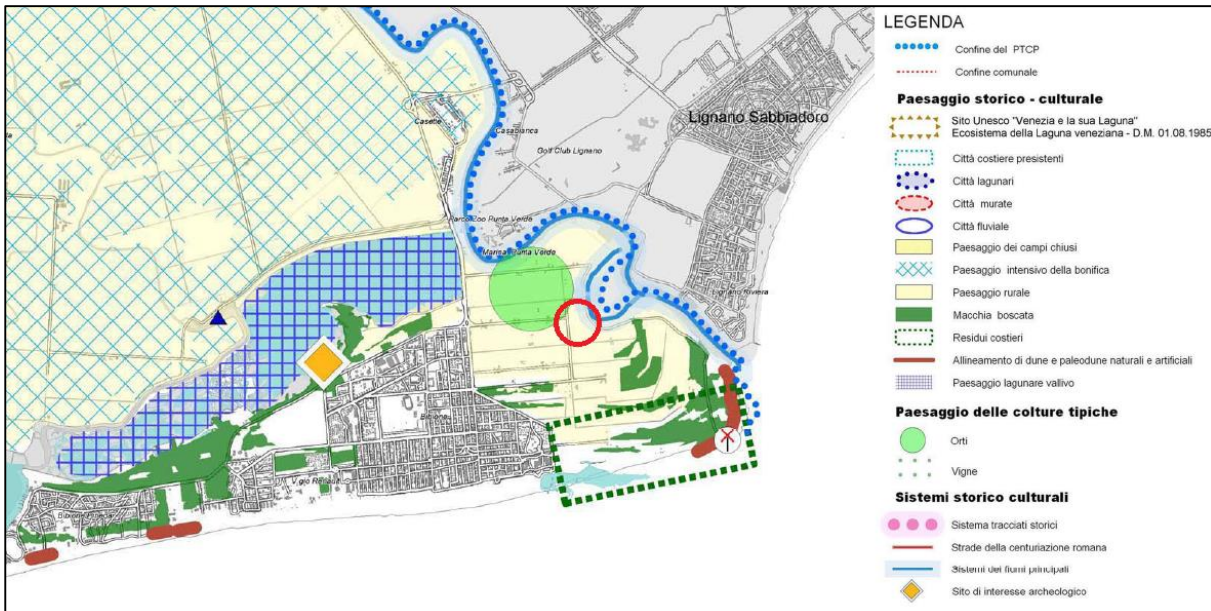 Casette
Casabianca
Golf Club Lignano
Lignano Sabbiadoro
Parco Zoo Punta Verde
Marina Punta Verde
Lignano Riviera
Bibione
Bibione Pineda
LEGENDA
Confine del PTCP
Confine comunale
Paesaggio storico - culturale
Sito Unesco "Venezia e la sua Laguna"
Ecosistema della Laguna veneziana - D.M. 01.08.1985
Città costiere presistenti
Città lagunari
Città murate
Città fluviale
Paesaggio dei campi chiusi
Paesaggio intensivo della bonifica
Paesaggio rurale
Macchia boscata
Residui costieri
Allineamento di dune e paleodune naturali e artificiali
Paesaggio lagunare vallivo
Paesaggio delle colture tipiche
Orti
Vigne
Sistemi storico culturali
Sistema tracciati storici
Strade della centuriazione romana
Sistemi dei fiumi principali
Sito di interesse archeologico